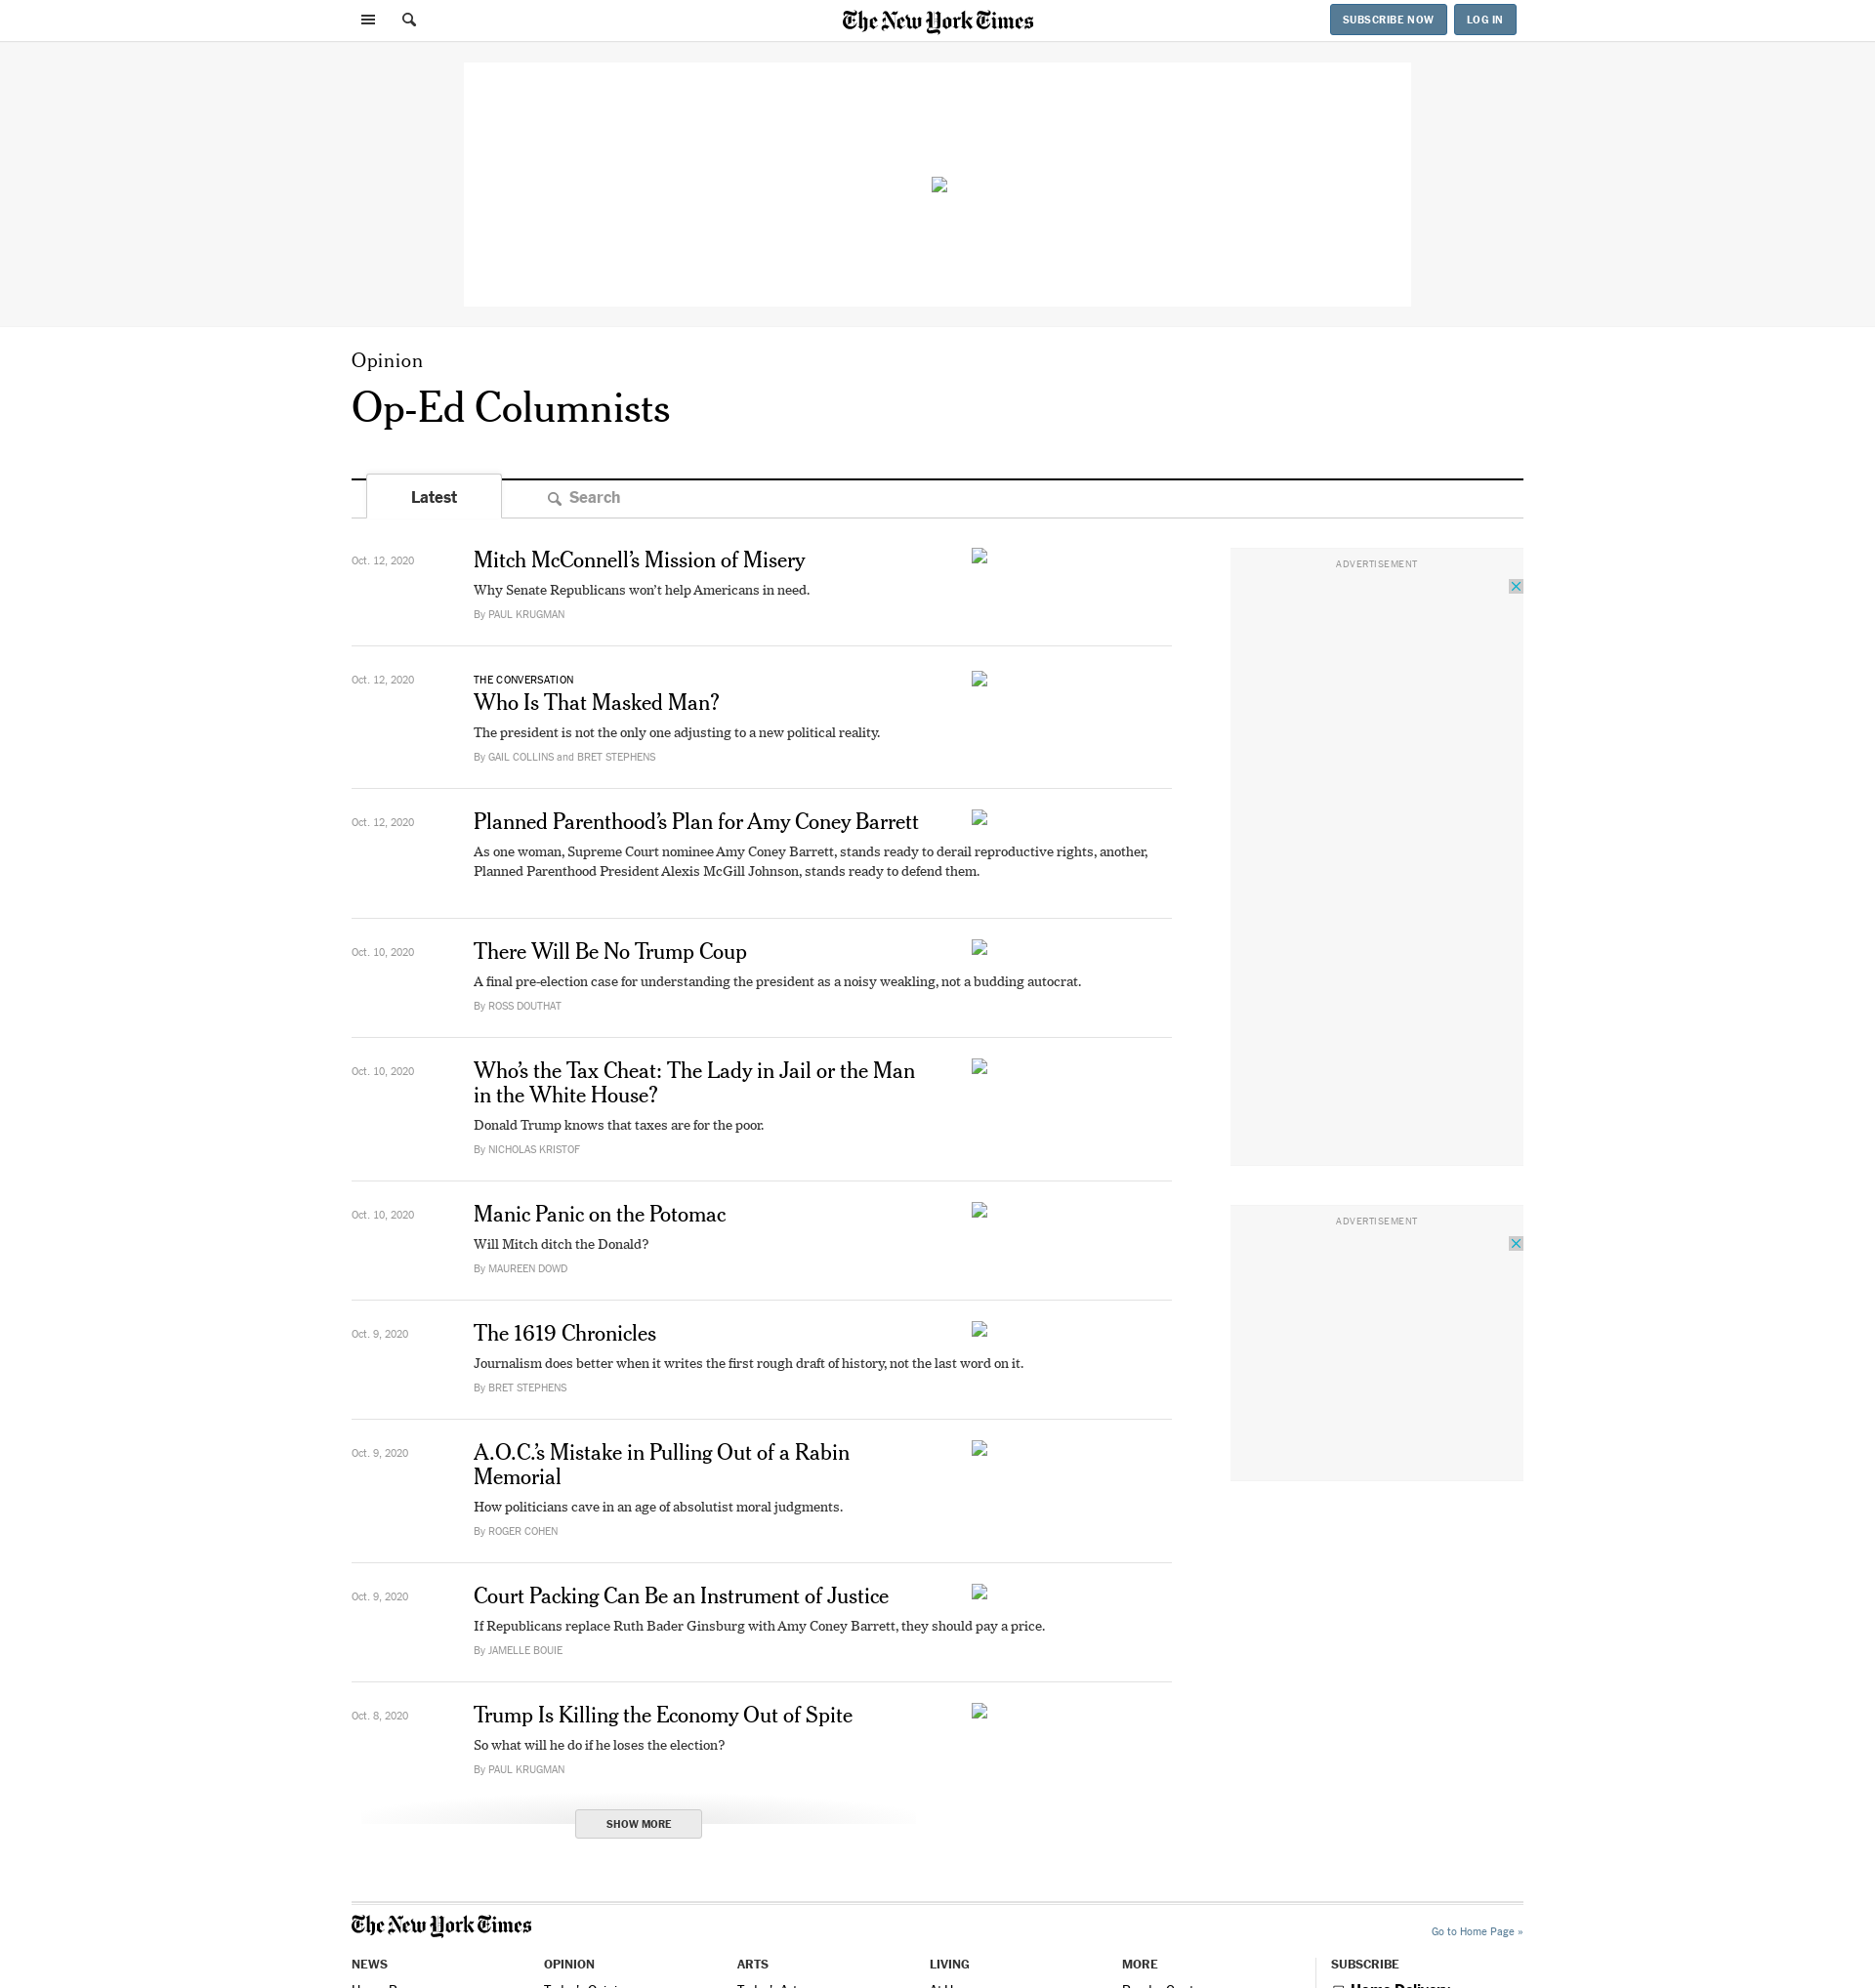 The New York Times
SUBSCRIBE NOW
LOG IN
Opinion
Op-Ed Columnists
Latest
Search
Oct. 12, 2020
Mitch McConnell’s Mission of Misery
Why Senate Republicans won’t help Americans in need.
By PAUL KRUGMAN
ADVERTISEMENT
Oct. 12, 2020
THE CONVERSATION
Who Is That Masked Man?
The president is not the only one adjusting to a new political reality.
By GAIL COLLINS and BRET STEPHENS
Oct. 12, 2020
Planned Parenthood’s Plan for Amy Coney Barrett
As one woman, Supreme Court nominee Amy Coney Barrett, stands ready to derail reproductive rights, another,
Planned Parenthood President Alexis McGill Johnson, stands ready to defend them.
Oct. 10, 2020
There Will Be No Trump Coup
A final pre-election case for understanding the president as a noisy weakling, not a budding autocrat.
By ROSS DOUTHAT
Oct. 10, 2020
Who’s the Tax Cheat: The Lady in Jail or the Man
in the White House?
Donald Trump knows that taxes are for the poor.
By NICHOLAS KRISTOF
Oct. 10, 2020
Manic Panic on the Potomac
Will Mitch ditch the Donald?
By MAUREEN DOWD
ADVERTISEMENT
Oct. 9, 2020
The 1619 Chronicles
Journalism does better when it writes the first rough draft of history, not the last word on it.
By BRET STEPHENS
Oct. 9, 2020
A.O.C.’s Mistake in Pulling Out of a Rabin
Memorial
How politicians cave in an age of absolutist moral judgments.
By ROGER COHEN
Oct. 9, 2020
Court Packing Can Be an Instrument of Justice
If Republicans replace Ruth Bader Ginsburg with Amy Coney Barrett, they should pay a price.
By JAMELLE BOUIE
Oct. 8, 2020
Trump Is Killing the Economy Out of Spite
So what will he do if he loses the election?
By PAUL KRUGMAN
SHOW MORE
The New York Times
Go to Home Page »
NEWS
OPINION
ARTS
LIVING
MORE
SUBSCRIBE
Home Delivery